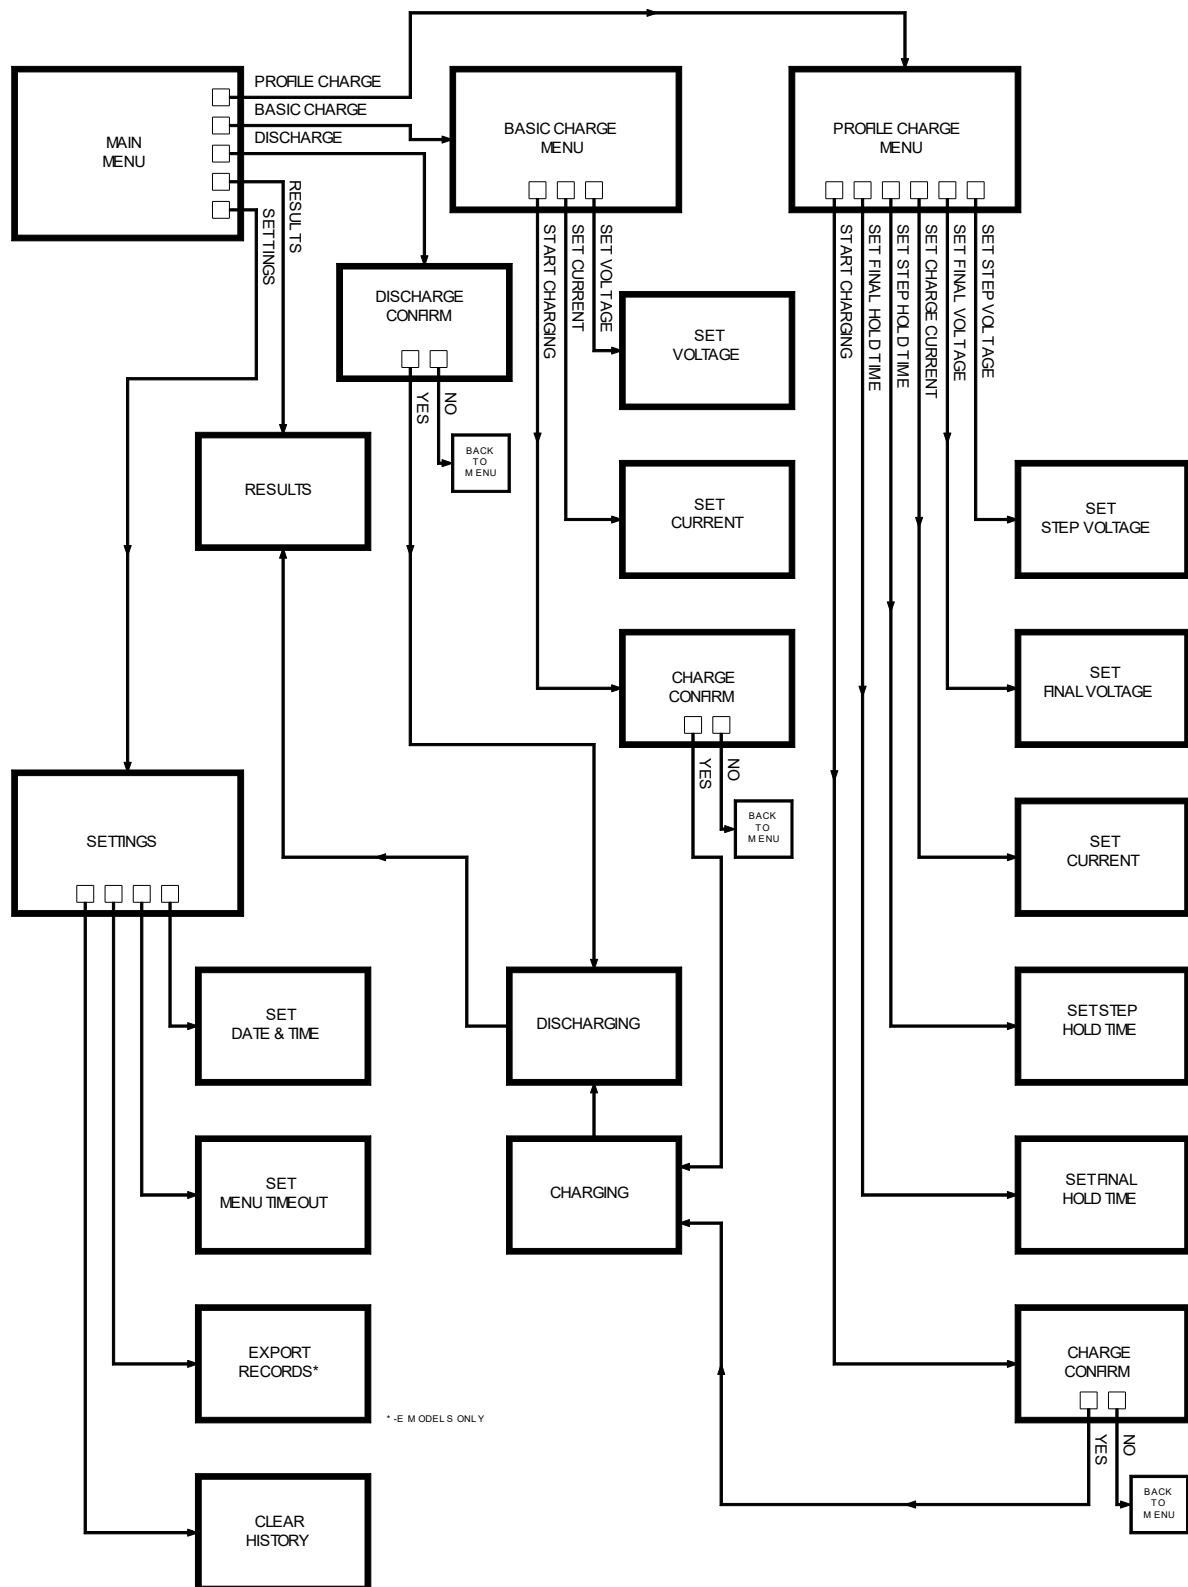 PROFILE CHARGE
BASIC CHARGE
DISCHARGE
RESULTS
SETTINGS
MAIN
MENU
BASIC CHARGE
MENU
PROFILE CHARGE
MENU
START CHARGING
SET CURRENT
SET VOLTAGE
START CHARGING
SET FINAL HOLD TIME
SET STEP HOLD TIME
SET CHARGE CURRENT
SET FINAL VOLTAGE
SET STEP VOLTAGE
DISCHARGE
CONFIRM
YES
NO
BACK
TO
MENU
SET
VOLTAGE
RESULTS
SET
CURRENT
SET
STEP VOLTAGE
CHARGE
CONFIRM
YES
NO
BACK
TO
MENU
SET
FINAL VOLTAGE
SETTINGS
SET
CURRENT
SET
DATE & TIME
DISCHARGING
SET STEP
HOLD TIME
SET
MENU TIMEOUT
CHARGING
SET FINAL
HOLD TIME
EXPORT
RECORDS*
* -E MODELS ONLY
CHARGE
CONFIRM
YES
NO
BACK
TO
MENU
CLEAR
HISTORY